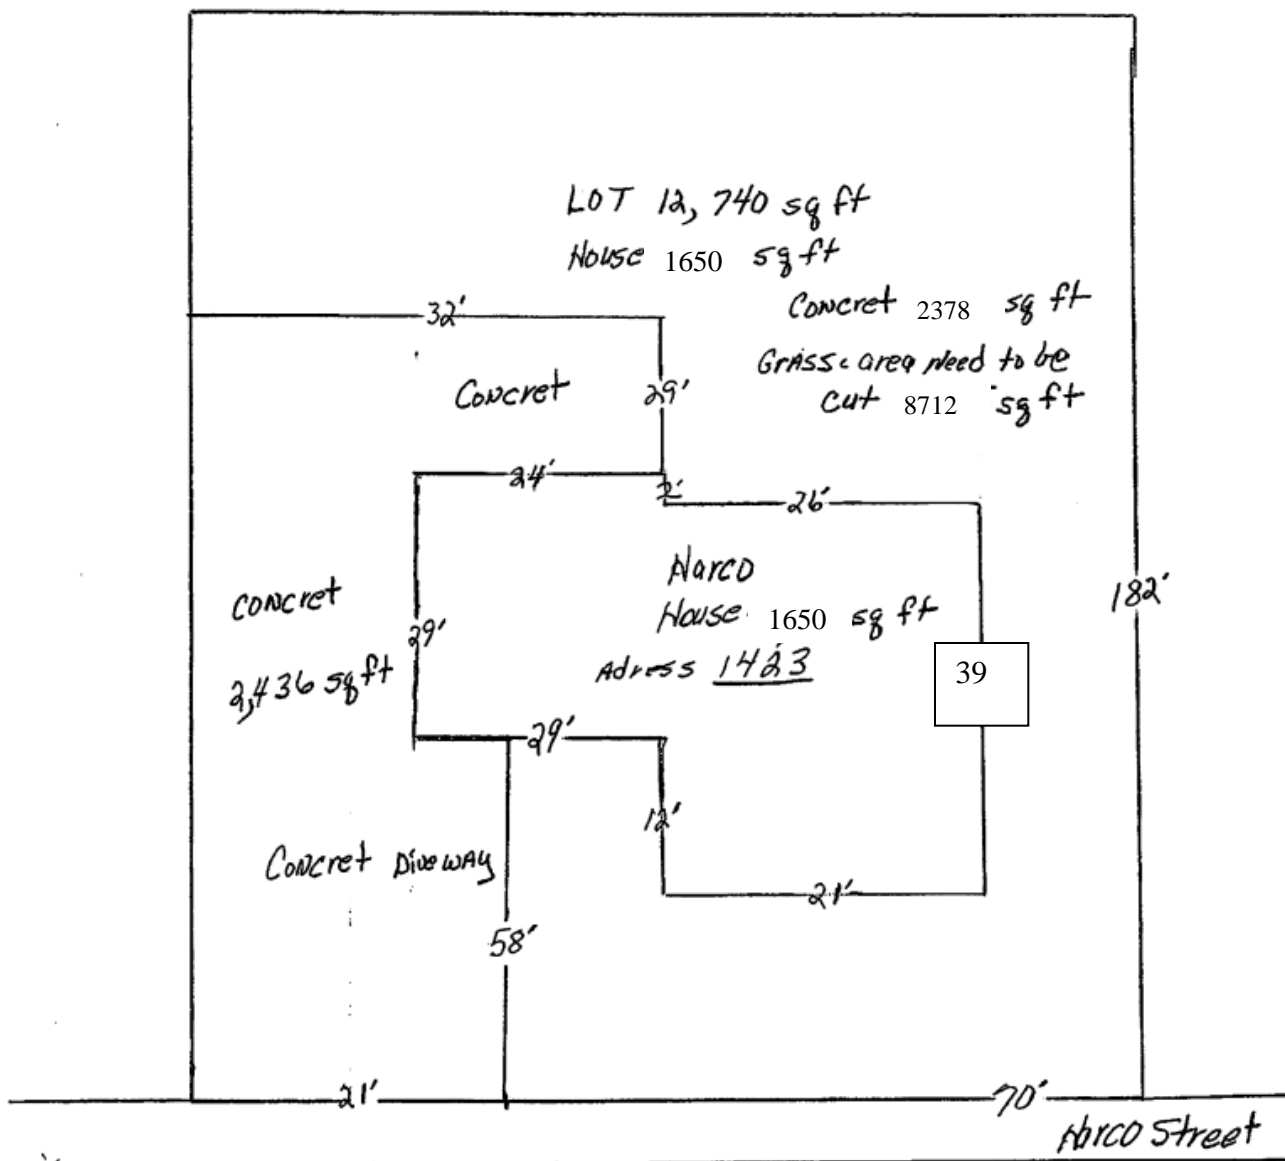 LOT 12,740 sq ft
House 1650 sq ft
Concret 2378 sq ft
Grass area need to be
cut 8712 sq ft
32'
Concret
29'
24'
2'
26'
Narco
House 1650 sq ft
Adress 1423
182'
Concret
2,436 sq ft
29'
39
29'
12'
Concret Diveway
21'
58'
21'
70'
Narco Street